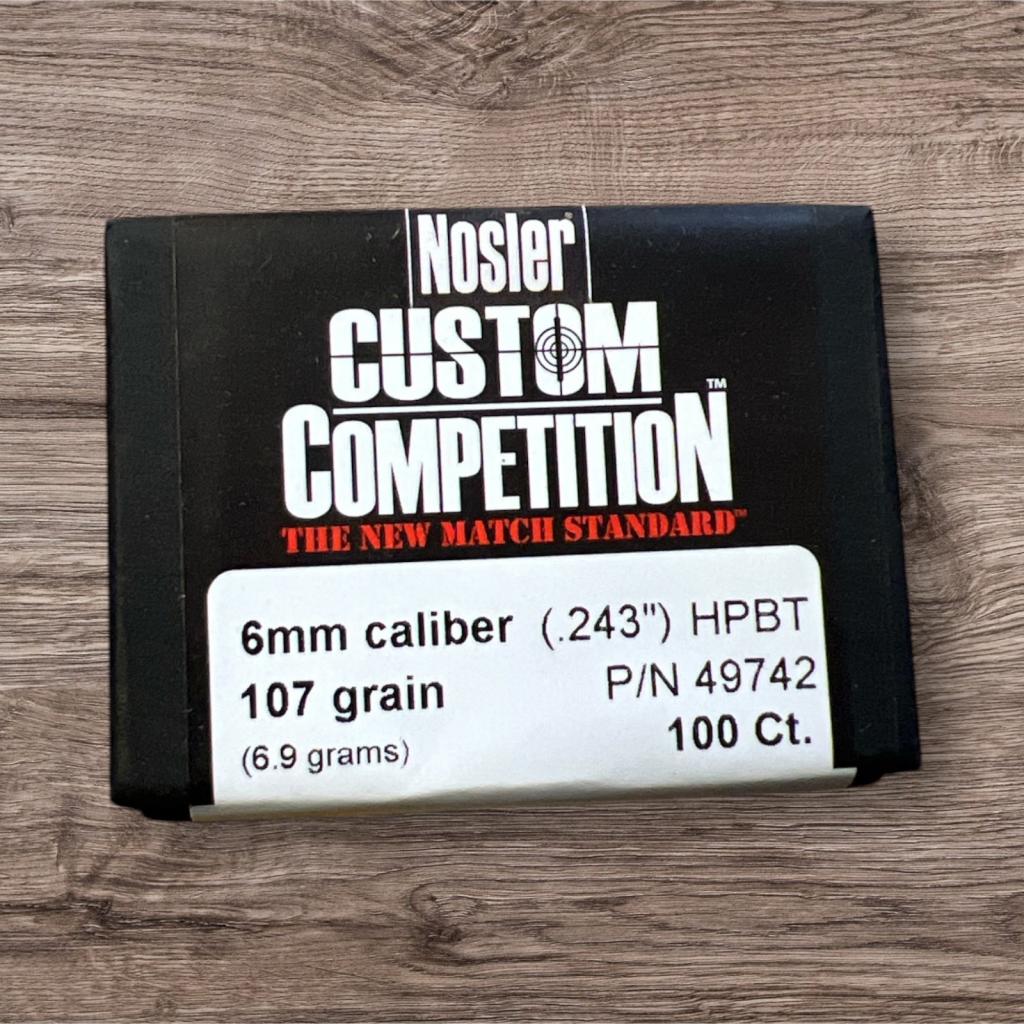 Nosler
CUSTOM
COMPETITION™
THE NEW MATCH STANDARD™
6mm caliber (.243") HPBT
107 grain P/N 49742
(6.9 grams) 100 Ct.